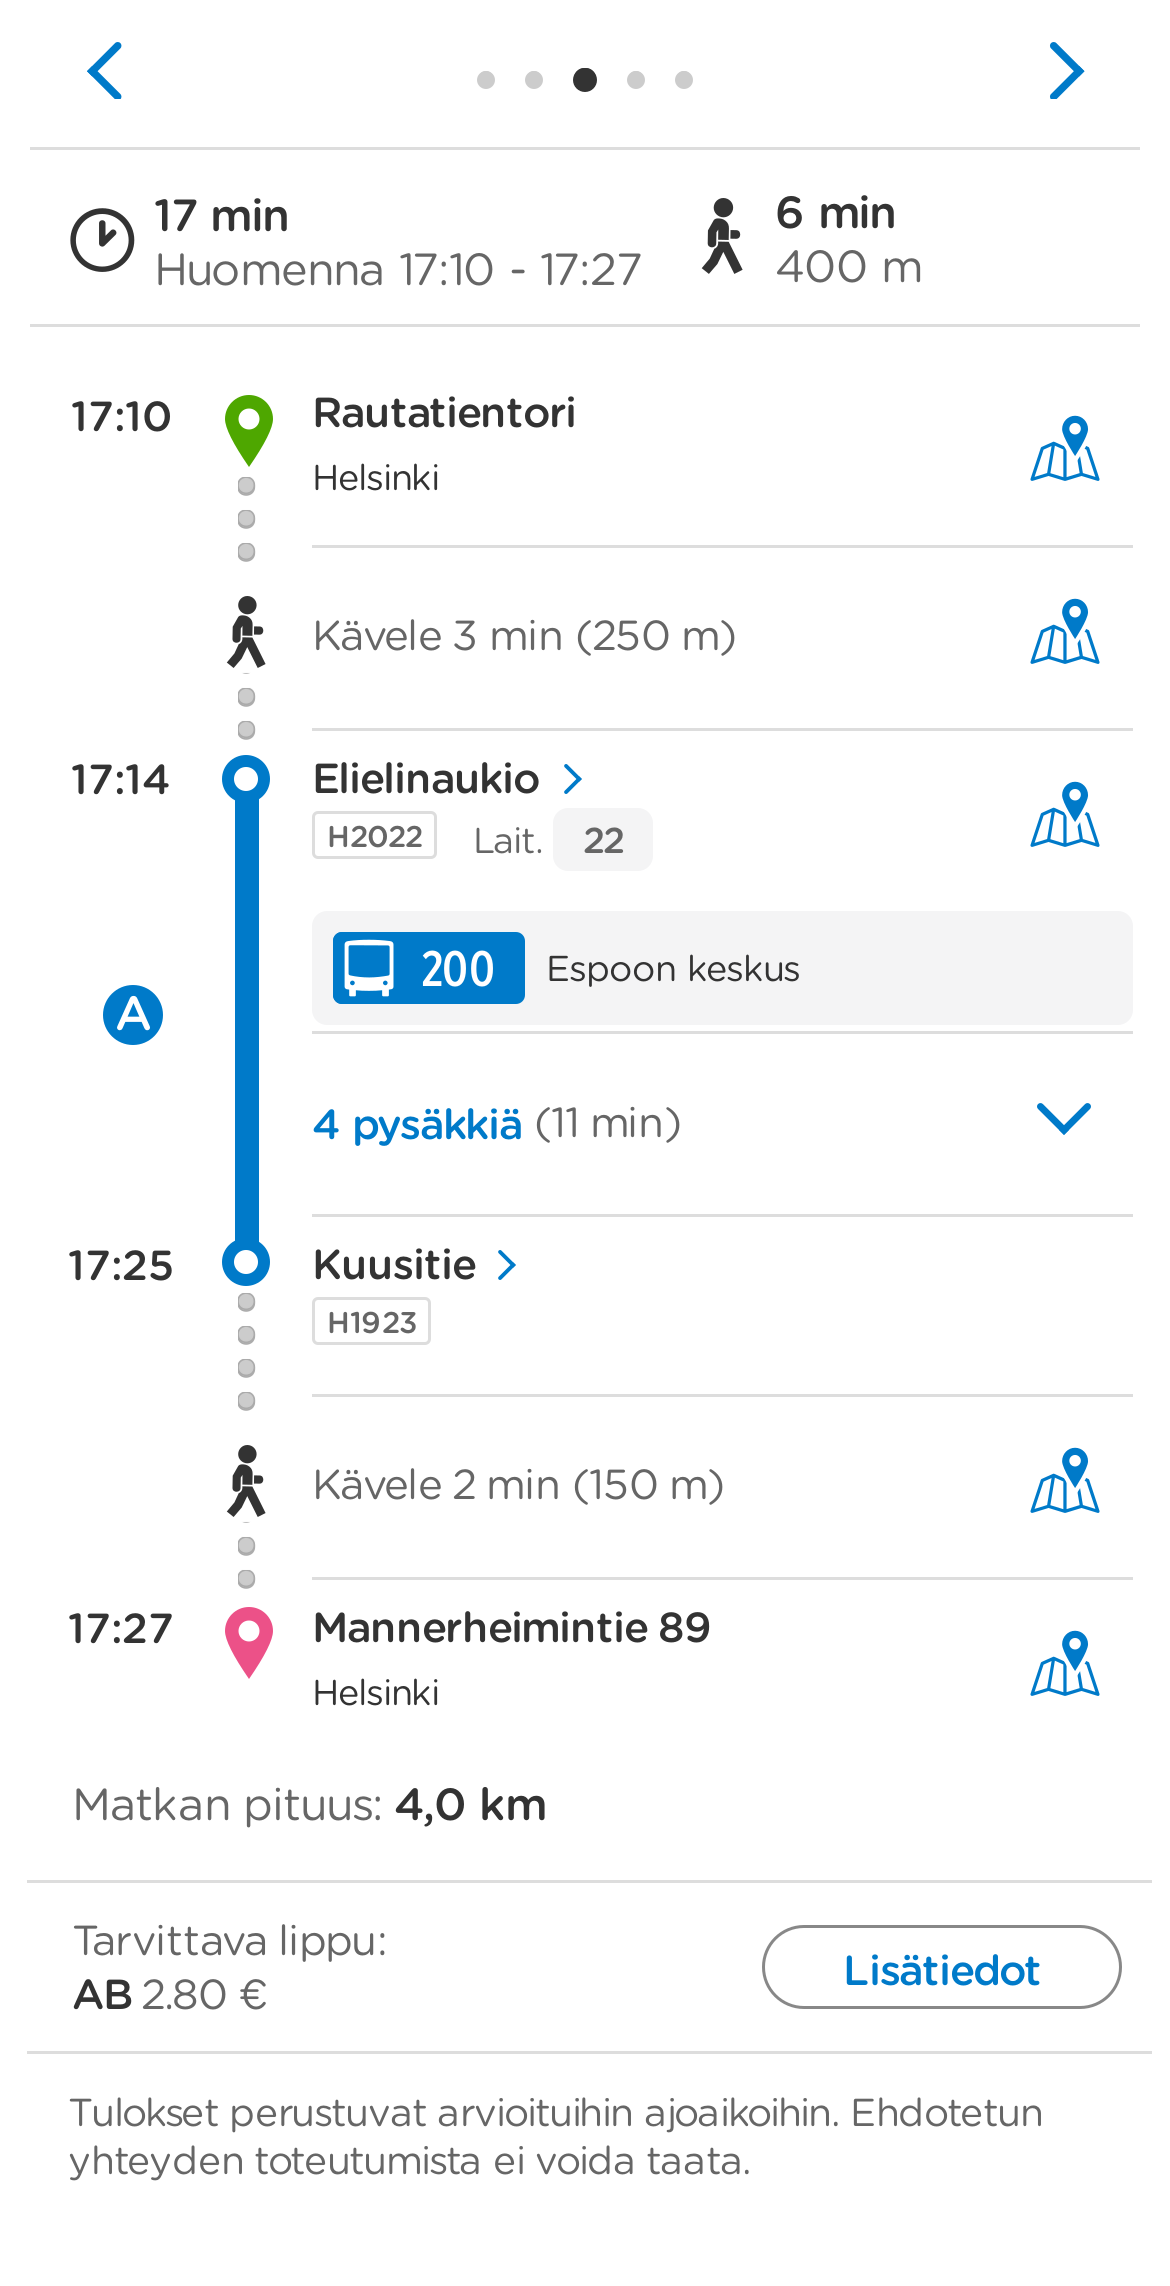 17 min
Huomenna 17:10 - 17:27
6 min
400 m
17:10
Rautatientori
Helsinki
Kävele 3 min (250 m)
17:14
Elielinaukio
H2022 Lait. 22
200 Espoon keskus
A
4 pysäkkiä (11 min)
17:25
Kuusitie
H1923
Kävele 2 min (150 m)
17:27
Mannerheimintie 89
Helsinki
Matkan pituus: 4,0 km
Tarvittava lippu:
AB 2.80 €
Lisätiedot
Tulokset perustuvat arvioituihin ajoaikoihin. Ehdotetun
yhteyden toteutumista ei voida taata.